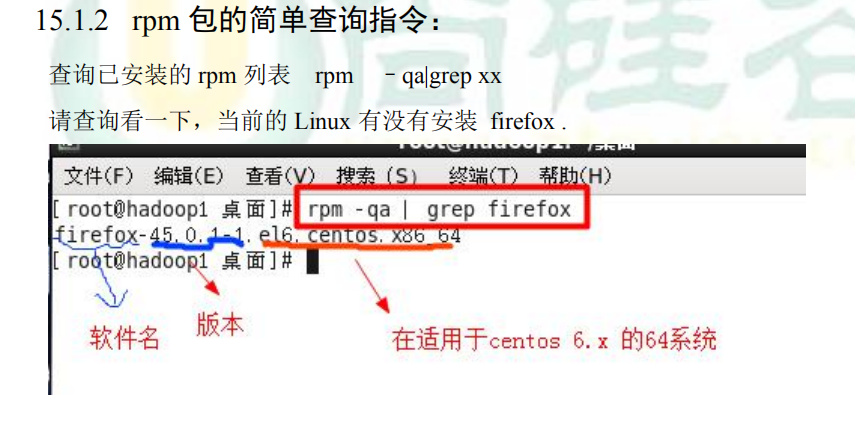 15.1.2 rpm 包的简单查询指令：
查询已安装的 rpm 列表 rpm –qa|grep xx
请查询看一下，当前的 Linux 有没有安装 firefox .
文件(F) 编辑(E) 查看(V) 搜索 (S) 终端(T) 帮助(H)
[root@hadoop1 桌面]# rpm -qa | grep firefox
firefox-45.0.1-1.el6.centos.x86_64
[root@hadoop1 桌面]#
软件名 版本 在适用于centos 6.x 的64系统